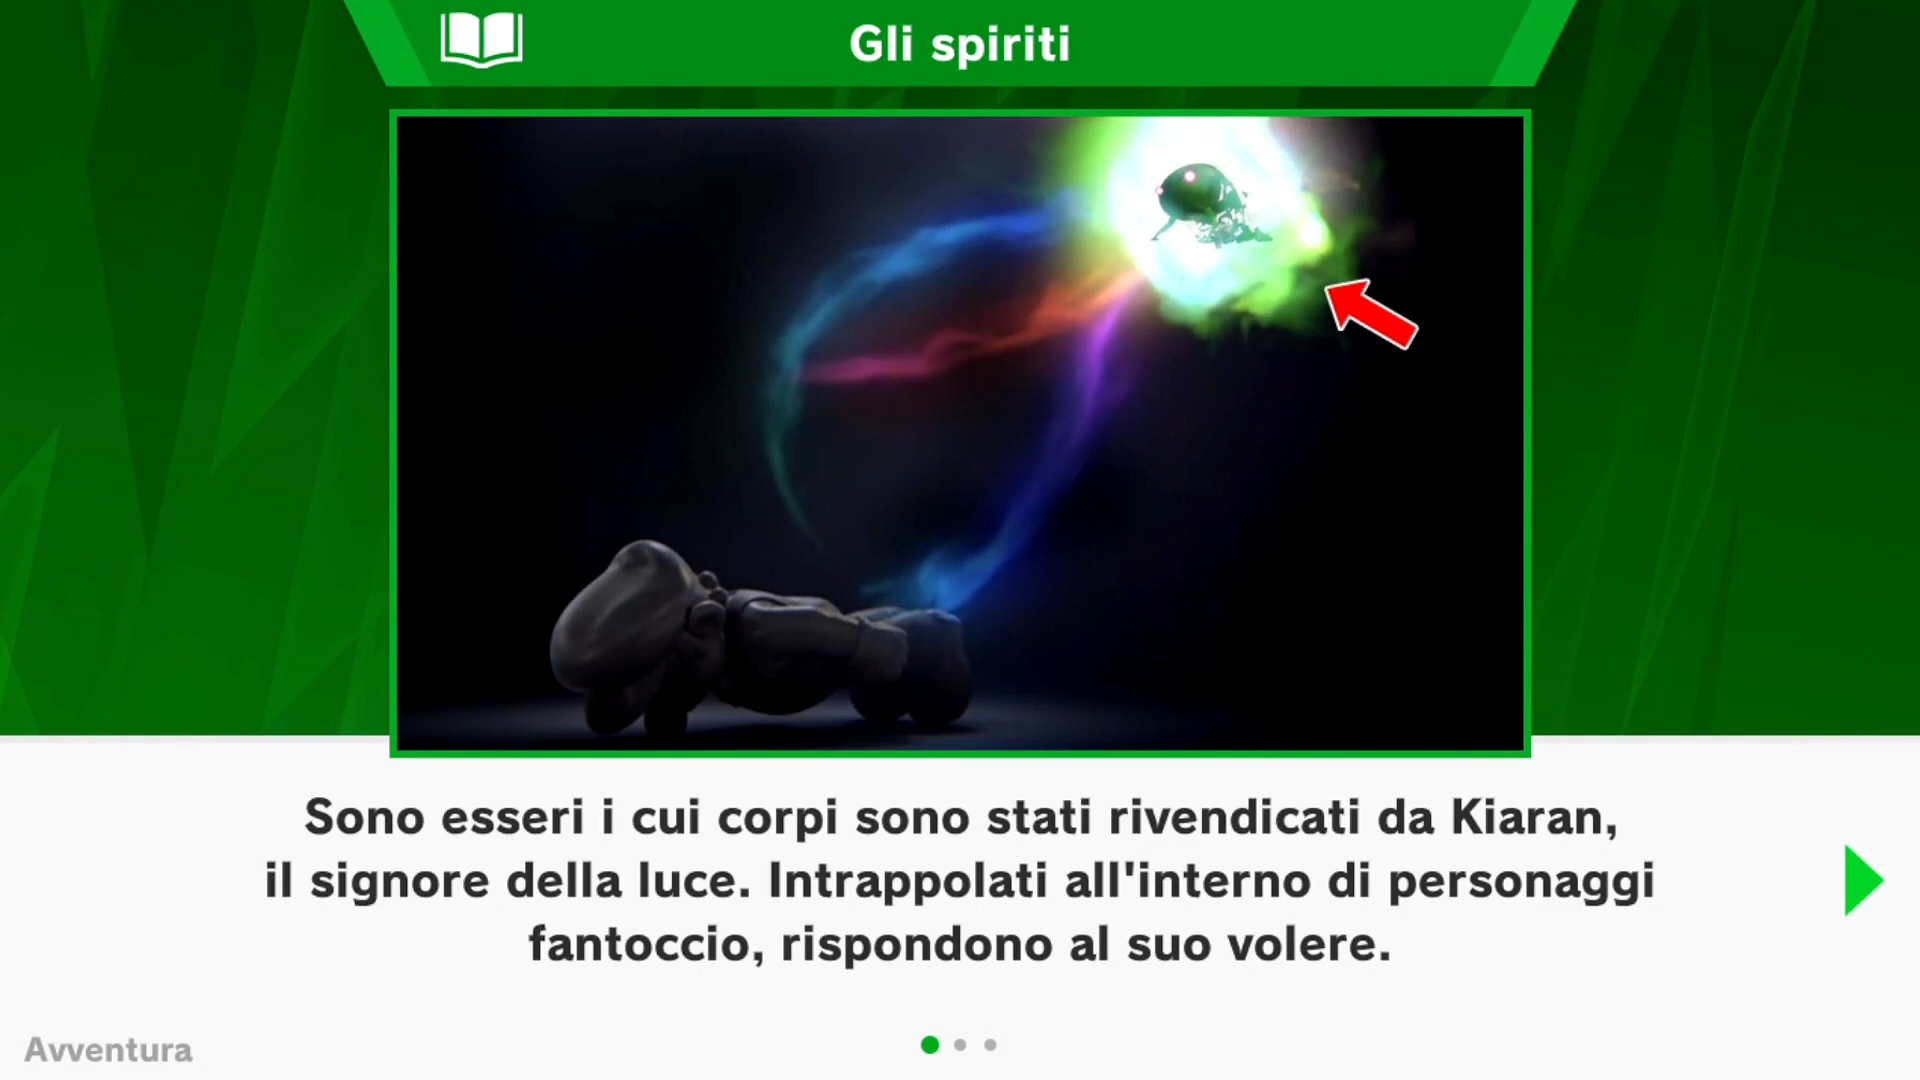 Gli spiriti
Sono esseri i cui corpi sono stati rivendicati da Kiaran,
il signore della luce. Intrappolati all'interno di personaggi
fantoccio, rispondono al suo volere.
Avventura